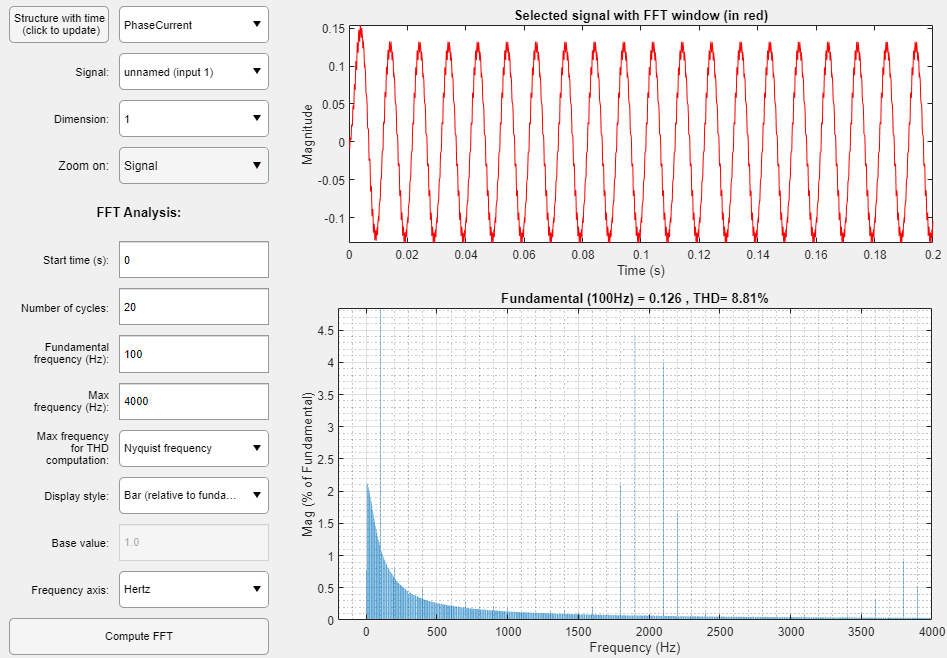 Structure with time
(click to update)
PhaseCurrent
Signal:
unnamed (input 1)
Dimension:
1
Zoom on:
Signal
FFT Analysis:
Start time (s):
0
Number of cycles:
20
Fundamental
frequency (Hz):
100
Max
frequency (Hz):
4000
Max frequency
for THD
computation:
Nyquist frequency
Display style:
Bar (relative to funda...
Base value:
1.0
Frequency axis:
Hertz
Compute FFT
Selected signal with FFT window (in red)
Magnitude
0.15
0.1
0.05
0
-0.05
-0.1
0 0.02 0.04 0.06 0.08 0.1 0.12 0.14 0.16 0.18 0.2
Time (s)
Fundamental (100Hz) = 0.126 , THD= 8.81%
Mag (% of Fundamental)
4.5
4
3.5
3
2.5
2
1.5
1
0.5
0
0 500 1000 1500 2000 2500 3000 3500 4000
Frequency (Hz)